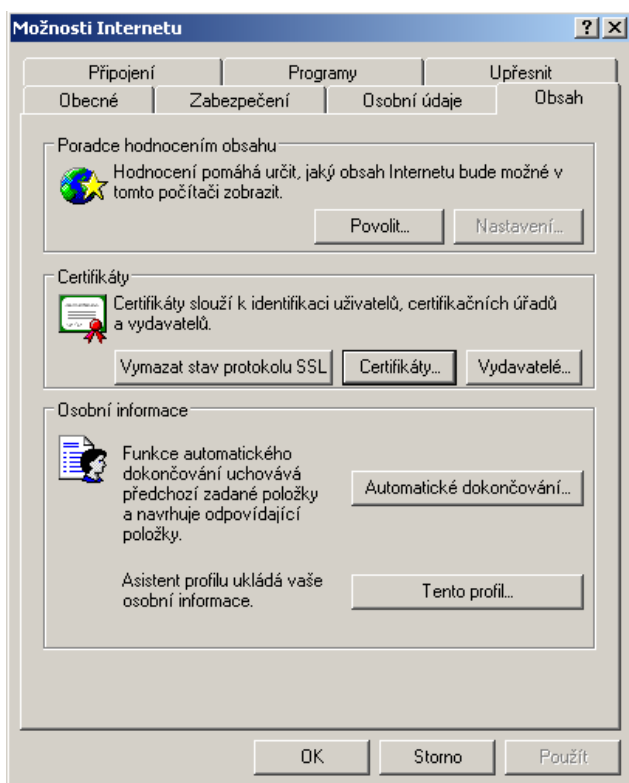 Možnosti Internetu
Připojení Programy Upřesnit
Obecné Zabezpečení Osobní údaje Obsah
Poradce hodnocením obsahu
Hodnocení pomáhá určit, jaký obsah Internetu bude možné v
tomto počítači zobrazit.
Povolit... Nastavení...
Certifikáty
Certifikáty slouží k identifikaci uživatelů, certifikačních úřadů
a vydavatelů.
Vymazat stav protokolu SSL Certifikáty... Vydavatelé...
Osobní informace
Funkce automatického
dokončování uchovává
předchozí zadané položky
a navrhuje odpovídající
položky.
Automatické dokončování...
Asistent profilu ukládá vaše
osobní informace.
Tento profil...
OK Storno Použít